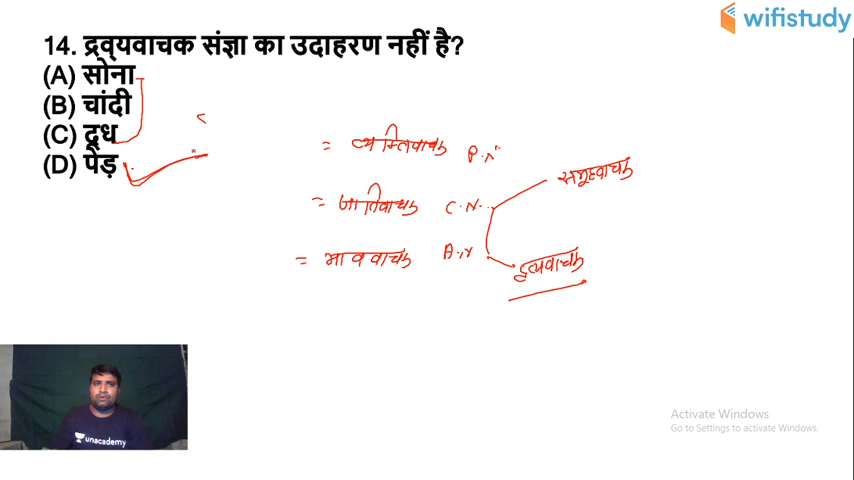 wifistudy
14. द्रव्यवाचक संज्ञा का उदाहरण नहीं है?
(A) सोना
(B) चांदी
(C) दूध
(D) पेड़
= व्यक्तिवाचक P.N
= जातिवाचक C.N.
समूहवाचक
= भाववाचक A.N
द्रव्यवाचक
unacademy
Activate Windows
Go to Settings to activate Windows.